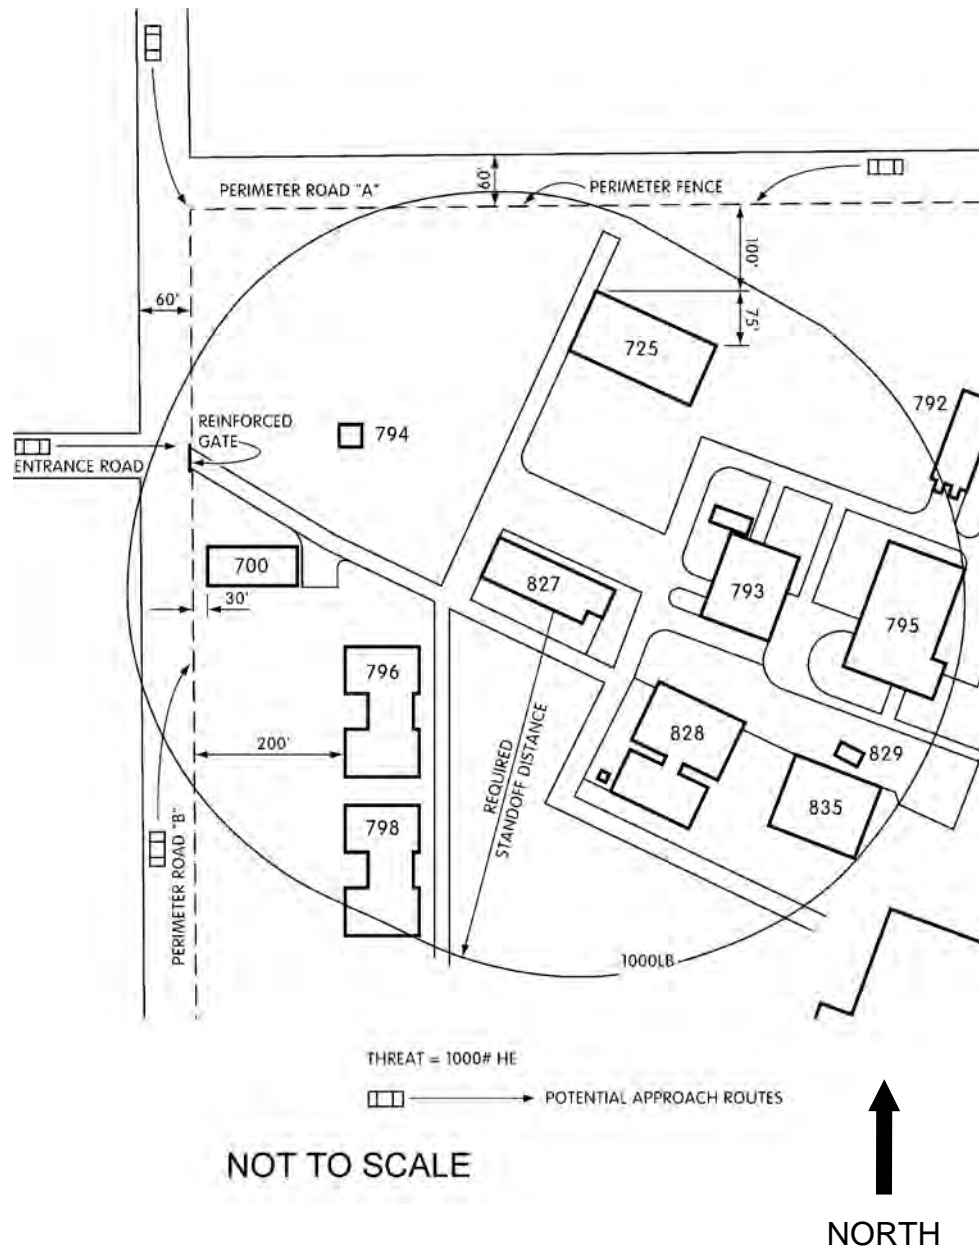 PERIMETER ROAD "A"
60'
PERIMETER FENCE
100'
60'
75'
725
792
REINFORCED
GATE
794
ENTRANCE ROAD
700
827
793
795
30'
796
200'
REQUIRED
STANDOFF DISTANCE
828
829
835
798
PERIMETER ROAD "B"
1000LB
THREAT = 1000# HE
POTENTIAL APPROACH ROUTES
NOT TO SCALE
NORTH